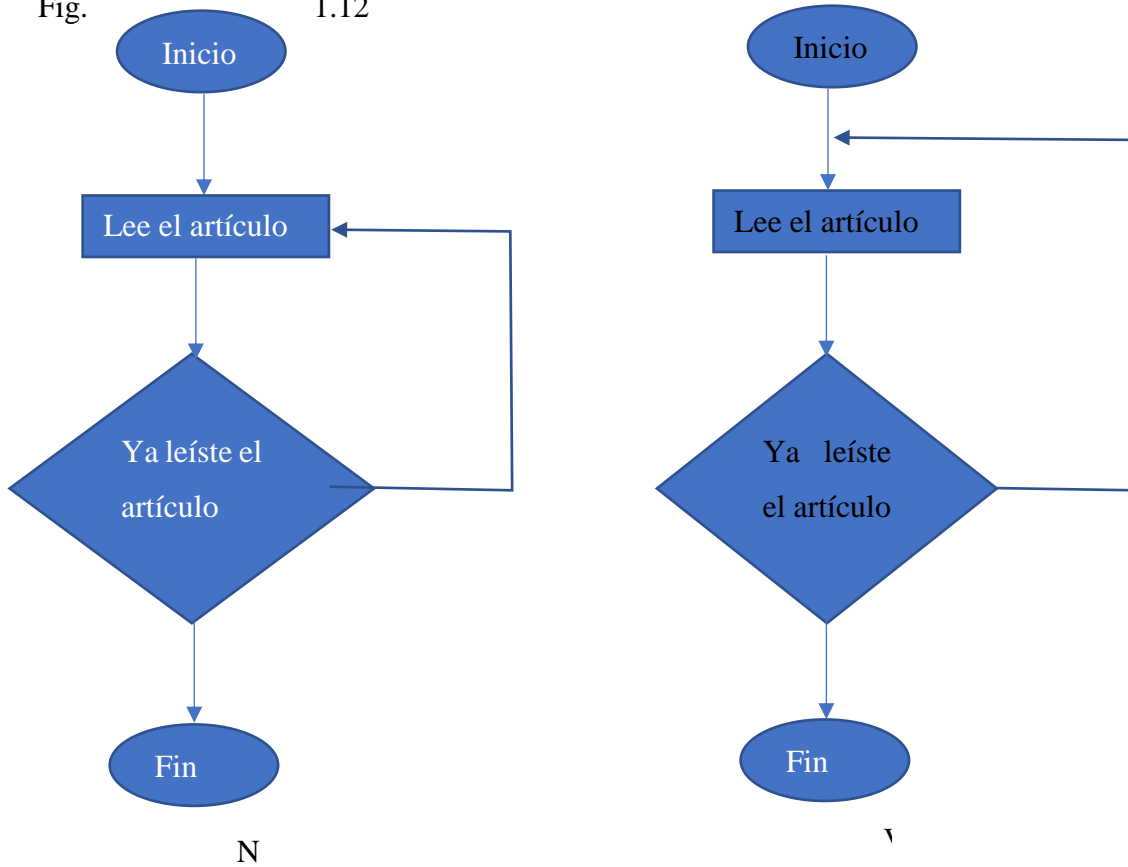 Fig. 1.12
Inicio
Lee el artículo
Ya leíste el
artículo
Fin
N
Inicio
Lee el artículo
Ya leíste
el artículo
Fin